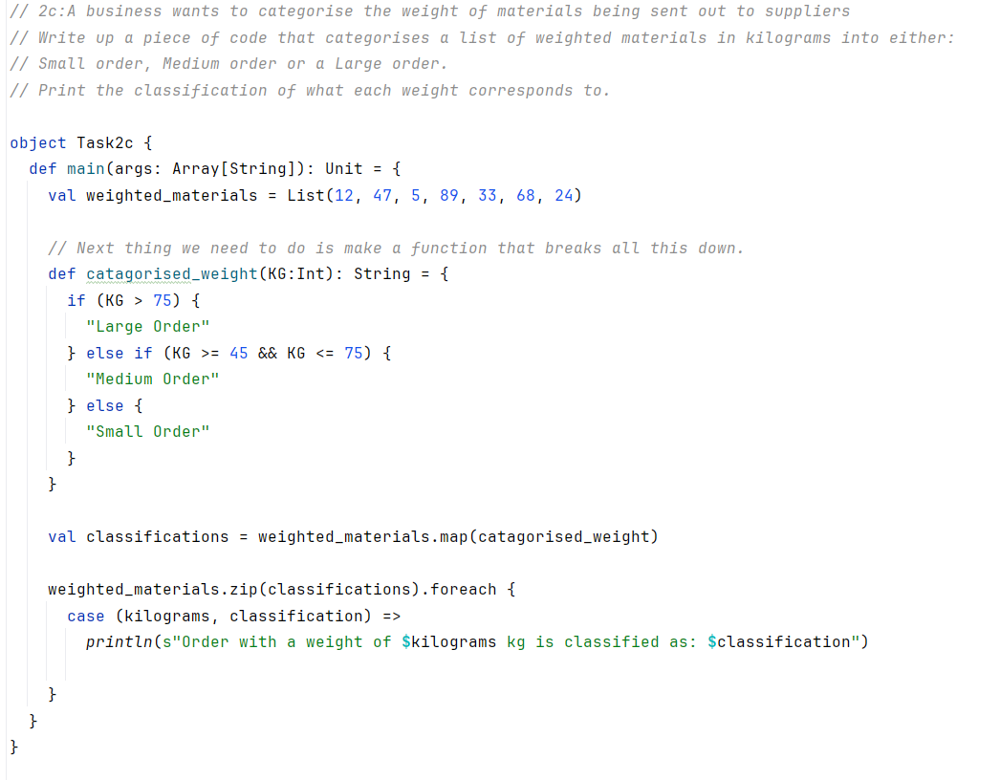 // 2c:A business wants to categorise the weight of materials being sent out to suppliers
// Write up a piece of code that categorises a list of weighted materials in kilograms into either:
// Small order, Medium order or a Large order.
// Print the classification of what each weight corresponds to.
object Task2c {
def main(args: Array[String]): Unit = {
val weighted_materials = List(12, 47, 5, 89, 33, 68, 24)
// Next thing we need to do is make a function that breaks all this down.
def catagorised_weight(KG:Int): String = {
if (KG > 75) {
"Large Order"
} else if (KG >= 45 && KG <= 75) {
"Medium Order"
} else {
"Small Order"
}
}
val classifications = weighted_materials.map(catagorised_weight)
weighted_materials.zip(classifications).foreach {
case (kilograms, classification) =>
println(s"Order with a weight of $kilograms kg is classified as: $classification")
}
}
}